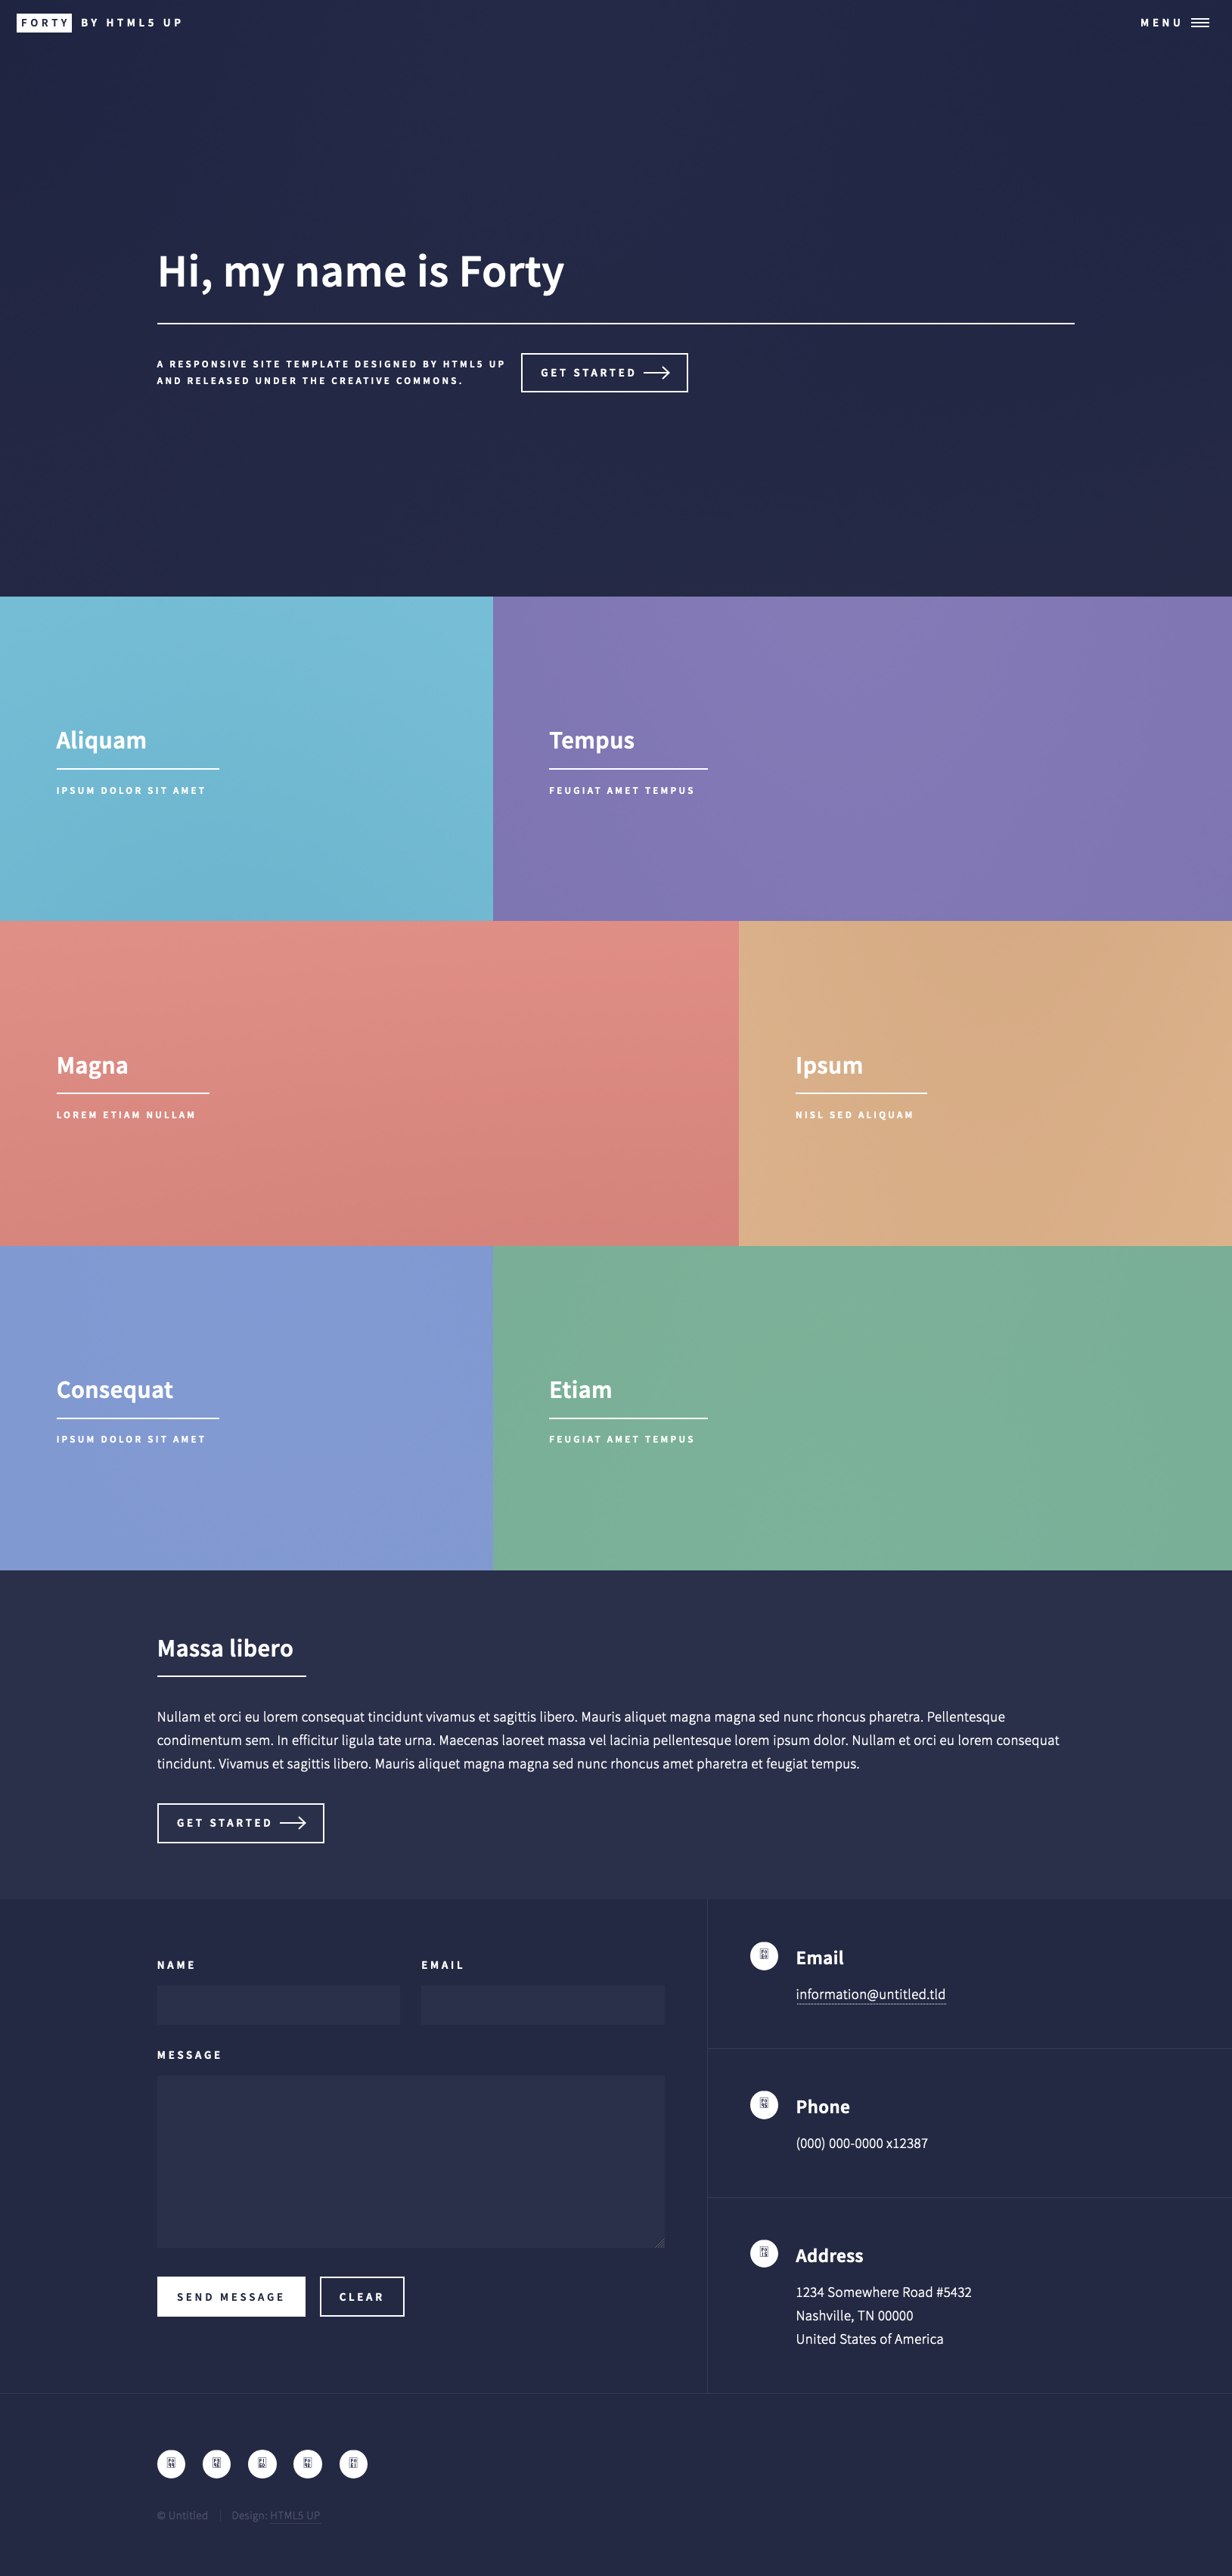 FORTY BY HTML5 UP
MENU
Hi, my name is Forty
A RESPONSIVE SITE TEMPLATE DESIGNED BY HTML5 UP
AND RELEASED UNDER THE CREATIVE COMMONS.
GET STARTED
Aliquam
IPSUM DOLOR SIT AMET
Tempus
FEUGIAT AMET TEMPUS
Magna
LOREM ETIAM NULLAM
Ipsum
NISL SED ALIQUAM
Consequat
IPSUM DOLOR SIT AMET
Etiam
FEUGIAT AMET TEMPUS
Massa libero
Nullam et orci eu lorem consequat tincidunt vivamus et sagittis libero. Mauris aliquet magna magna sed nunc rhoncus pharetra. Pellentesque
condimentum sem. In efficitur ligula tate urna. Maecenas laoreet massa vel lacinia pellentesque lorem ipsum dolor. Nullam et orci eu lorem consequat
tincidunt. Vivamus et sagittis libero. Mauris aliquet magna magna sed nunc rhoncus amet pharetra et feugiat tempus.
GET STARTED
NAME
EMAIL
MESSAGE
SEND MESSAGE
CLEAR
Email
information@untitled.tld
Phone
(000) 000-0000 x12387
Address
1234 Somewhere Road #5432
Nashville, TN 00000
United States of America
© Untitled
Design: HTML5 UP